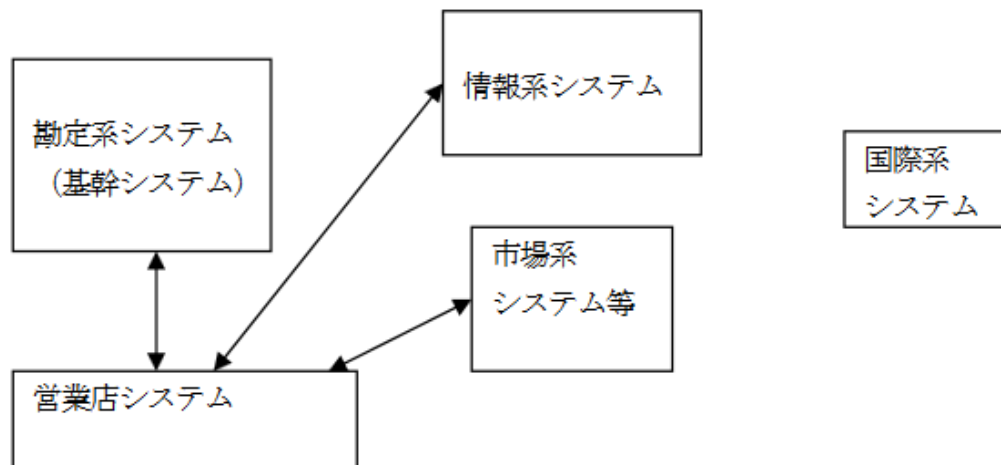 勘定系システム
（基幹システム）
情報系システム
国際系
システム
市場系
システム等
営業店システム